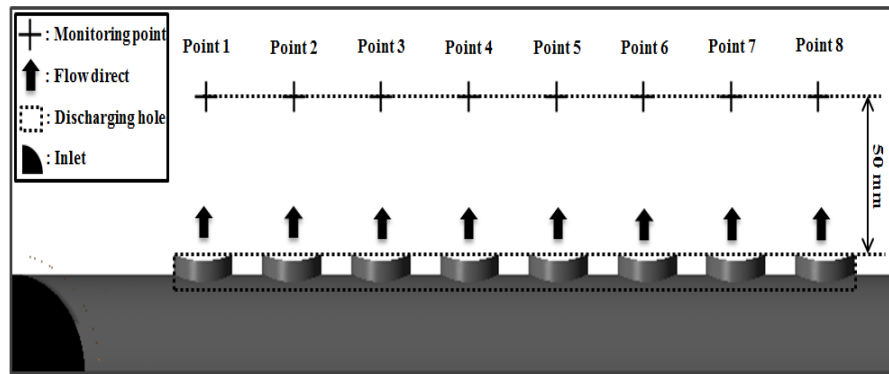 : Monitoring point
: Flow direct
: Discharging hole
: Inlet
Point 1 Point 2 Point 3 Point 4 Point 5 Point 6 Point 7 Point 8
50 mm